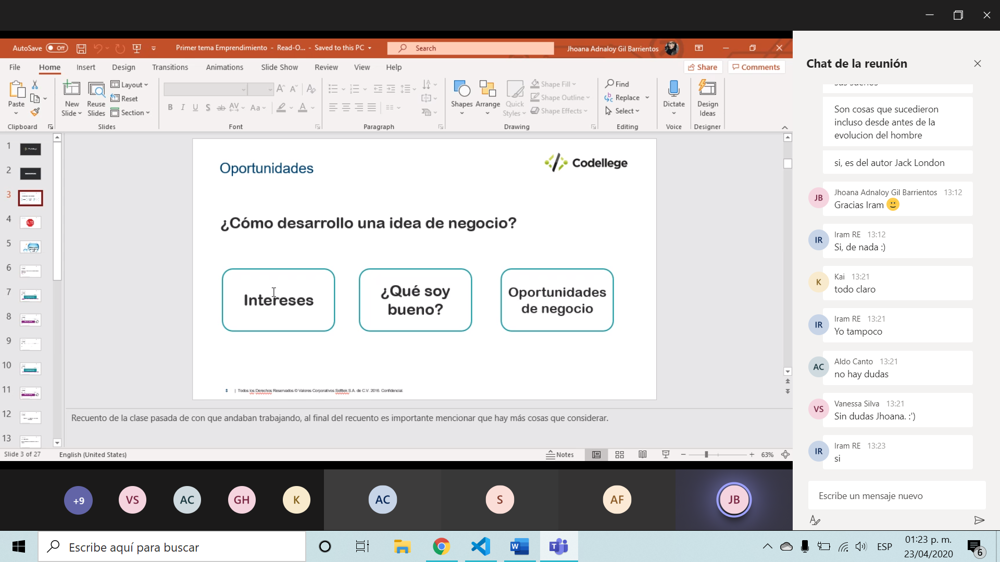 AutoSave Off
Primer tema Emprendimiento - Read-O... - Saved to this PC
Search
Jhoana Adnaloy Gil Barrientos
File Home Insert Design Transitions Animations Slide Show Review View Help
Share Comments
Paste
New Slide
Reuse Slides
Layout
Reset
Section
B I U S ab AV Aa A
Shapes Arrange Quick Styles
Shape Fill
Shape Outline
Shape Effects
Find
Replace
Select
Dictate
Design Ideas
Clipboard Slides Font Paragraph Drawing Editing Voice Designer
1
2
3
4
5
6
7
8
9
10
11
12
13
Oportunidades
Codellege
¿Cómo desarrollo una idea de negocio?
Intereses
¿Qué soy
bueno?
Oportunidades
de negocio
3 | Todos los Derechos Reservados © Valores Corporativos Softtek S.A. de C.V. 2016. Confidencial.
Recuento de la clase pasada de con que andaban trabajando, al final del recuento es importante mencionar que hay más cosas que considerar.
Slide 3 of 27 English (United States) Notes 63%
+9 VS AC GH K AC S AF JB
Chat de la reunión
Son cosas que sucedieron
incluso desde antes de la
evolucion del hombre
si, es del autor Jack London
JB
Jhoana Adnaloy Gil Barrientos 13:12
Gracias Iram
IR
Iram RE 13:12
Si, de nada :)
K
Kai 13:21
todo claro
IR
Iram RE 13:21
Yo tampoco
AC
Aldo Canto 13:21
no hay dudas
VS
Vanessa Silva 13:21
Sin dudas Jhoana. :')
IR
Iram RE 13:23
si
Escribe un mensaje nuevo
Escribe aquí para buscar
ESP
01:23 p. m.
23/04/2020
6